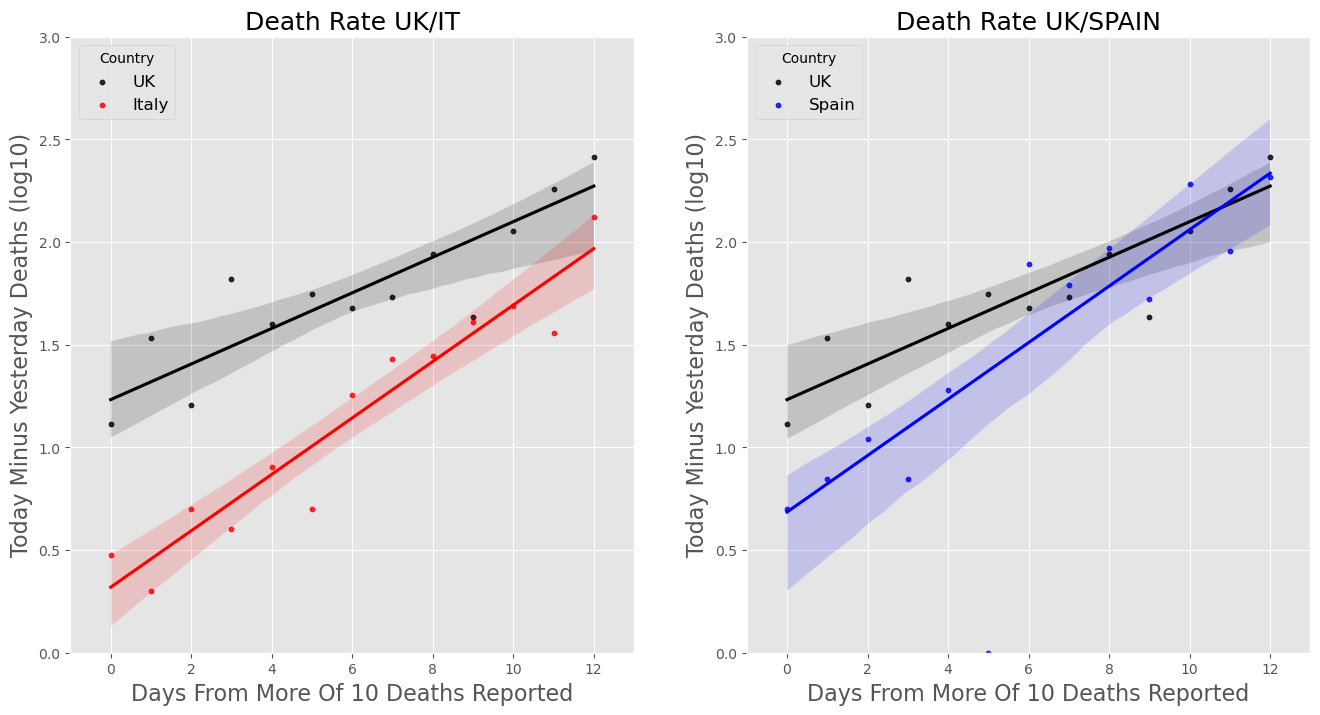 Death Rate UK/IT
3.0
2.5
2.0
1.5
1.0
0.5
0.0
Today Minus Yesterday Deaths (log10)
Country
UK
Italy
0 2 4 6 8 10 12
Days From More Of 10 Deaths Reported
Death Rate UK/SPAIN
3.0
2.5
2.0
1.5
1.0
0.5
0.0
Today Minus Yesterday Deaths (log10)
Country
UK
Spain
0 2 4 6 8 10 12
Days From More Of 10 Deaths Reported